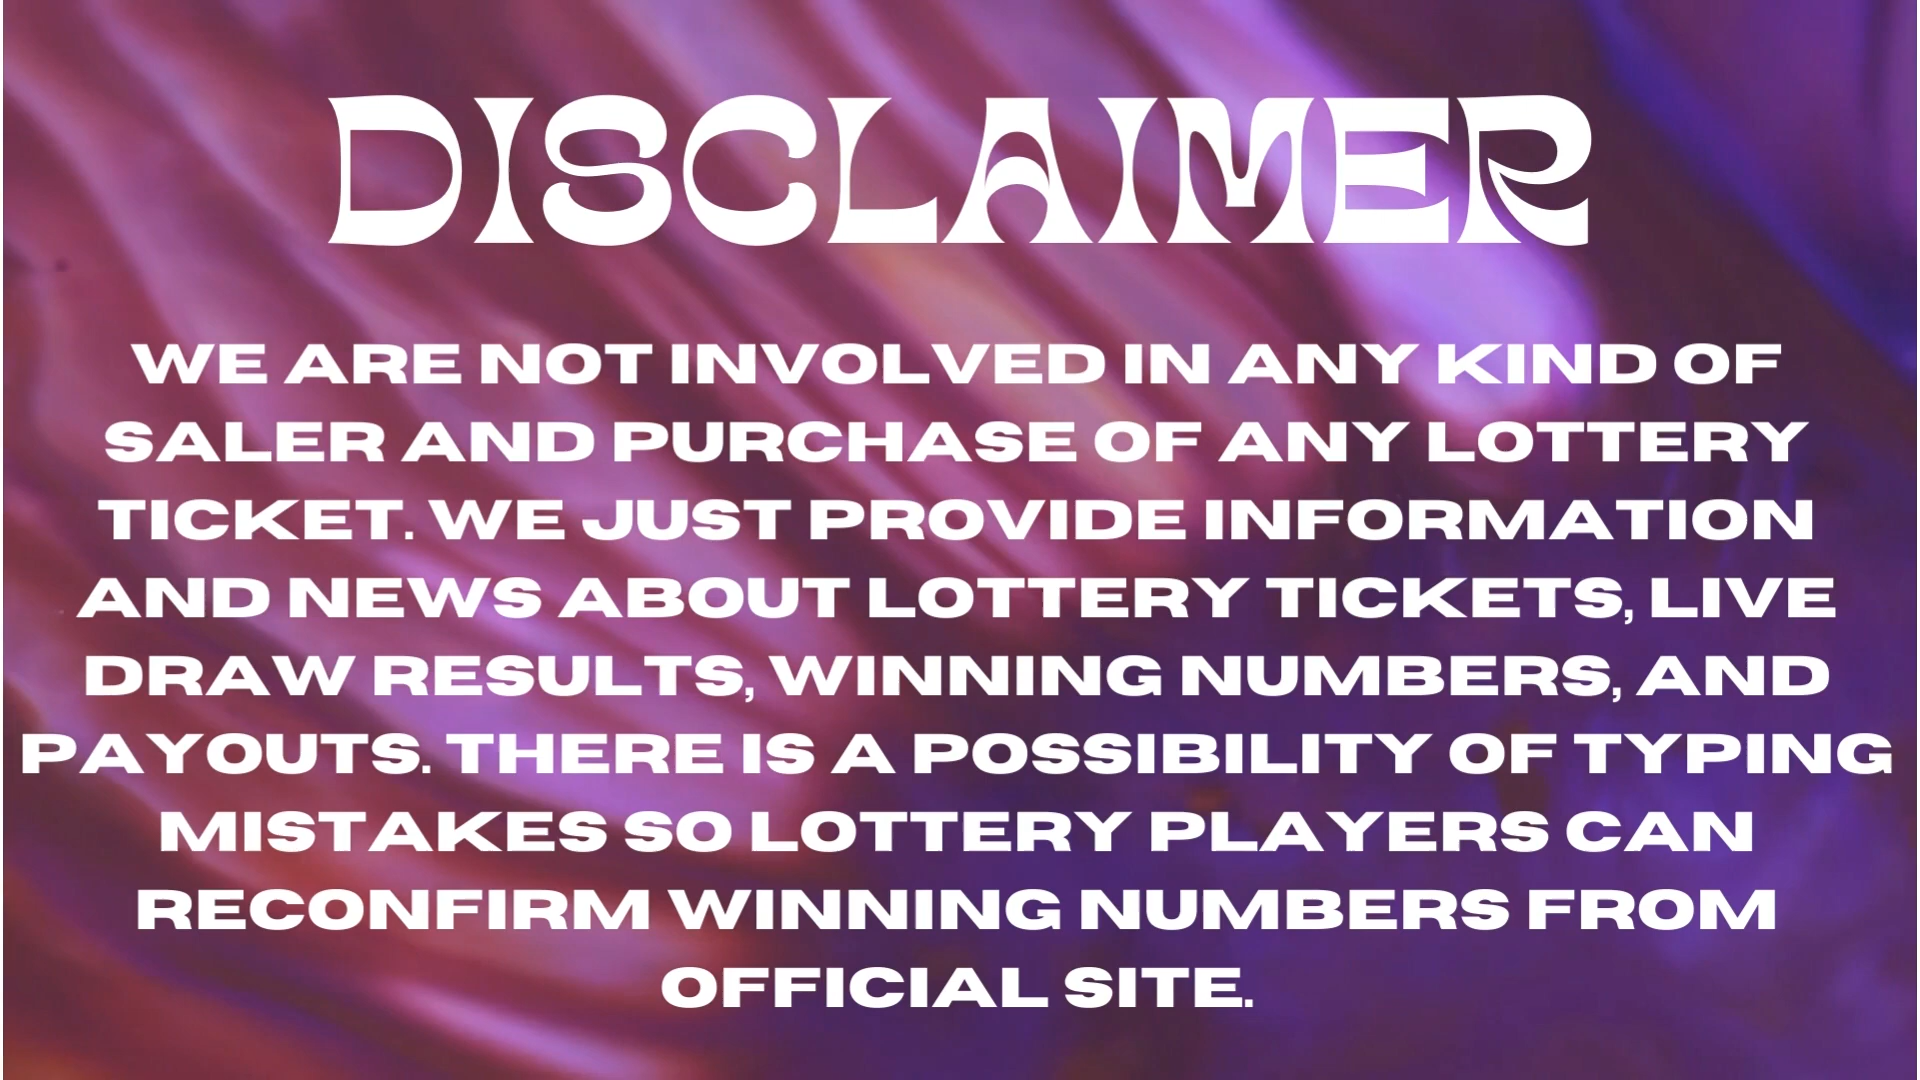 DISCLAIMER
WE ARE NOT INVOLVED IN ANY KIND OF
SALER AND PURCHASE OF ANY LOTTERY
TICKET. WE JUST PROVIDE INFORMATION
AND NEWS ABOUT LOTTERY TICKETS, LIVE
DRAW RESULTS, WINNING NUMBERS, AND
PAYOUTS. THERE IS A POSSIBILITY OF TYPING
MISTAKES SO LOTTERY PLAYERS CAN
RECONFIRM WINNING NUMBERS FROM
OFFICIAL SITE.